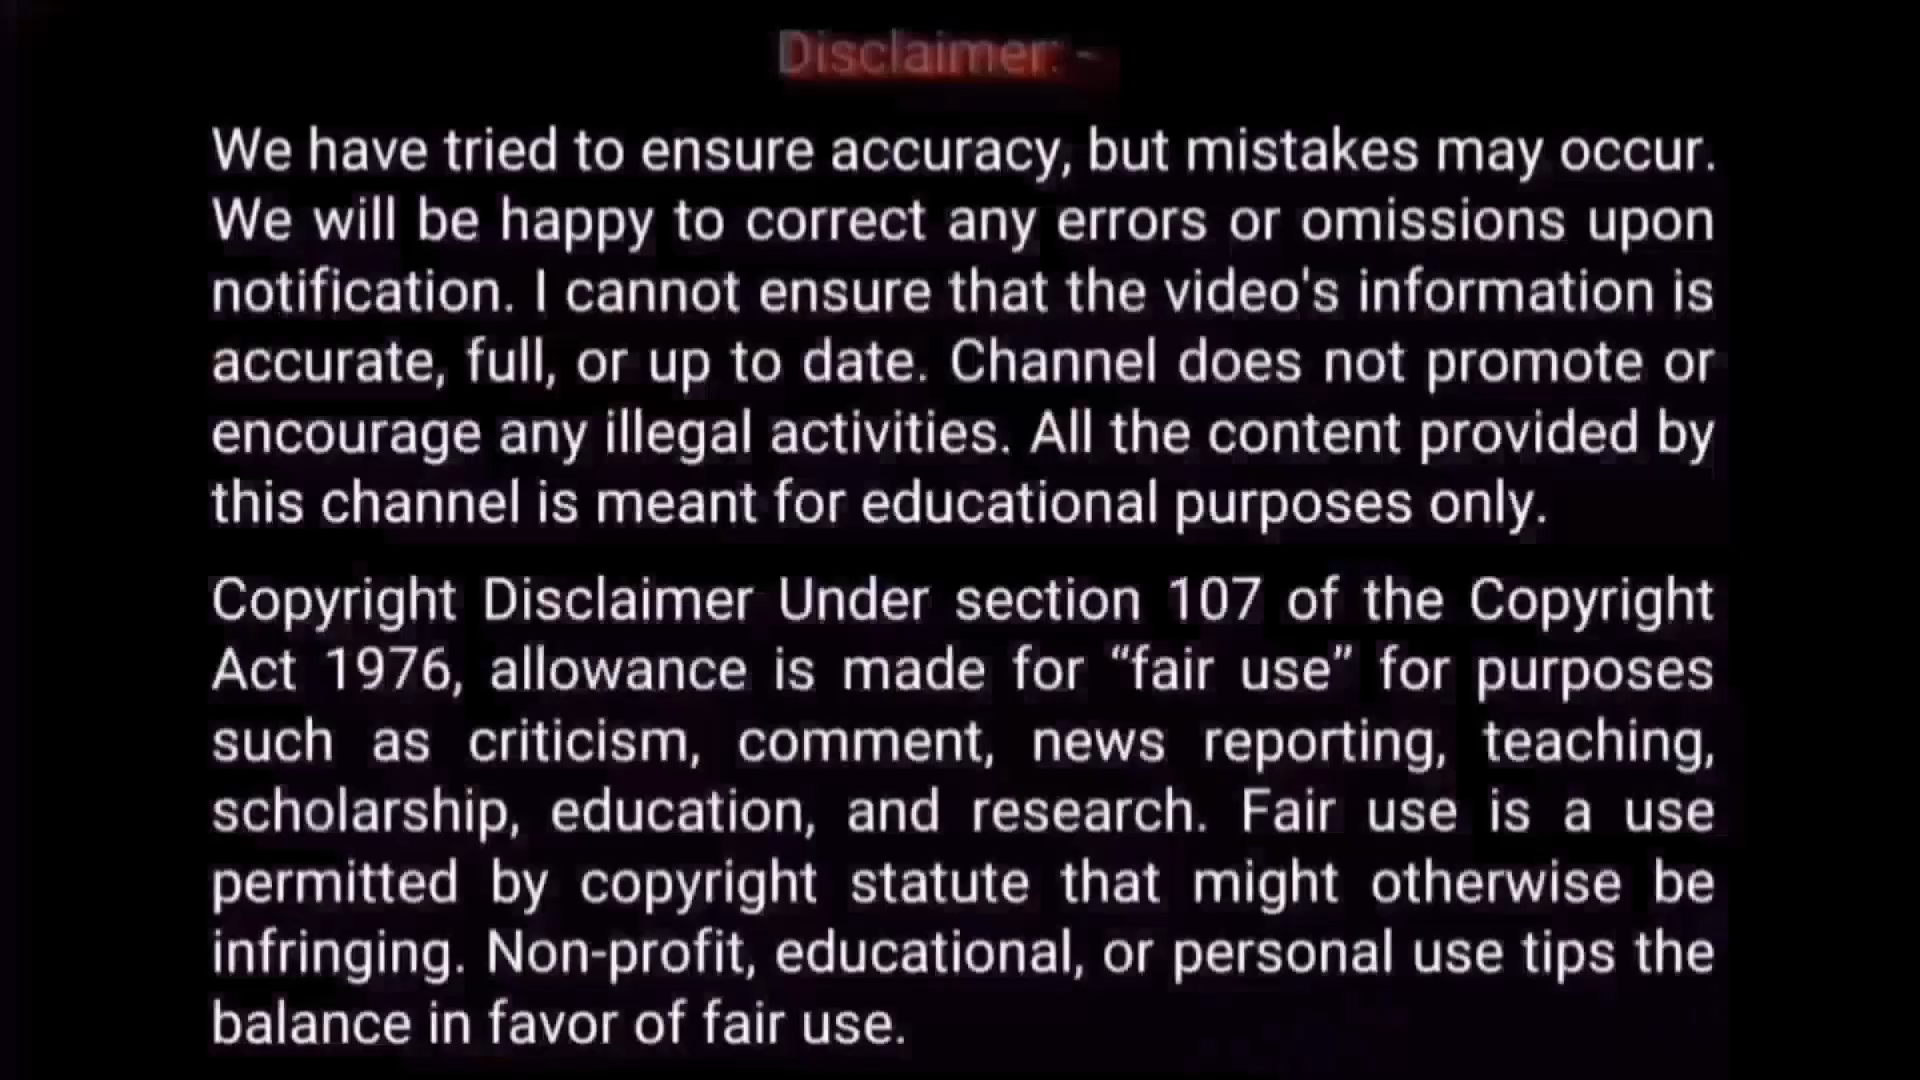 Disclaimer: -
We have tried to ensure accuracy, but mistakes may occur.
We will be happy to correct any errors or omissions upon
notification. I cannot ensure that the video's information is
accurate, full, or up to date. Channel does not promote or
encourage any illegal activities. All the content provided by
this channel is meant for educational purposes only.
Copyright Disclaimer Under section 107 of the Copyright
Act 1976, allowance is made for “fair use” for purposes
such as criticism, comment, news reporting, teaching,
scholarship, education, and research. Fair use is a use
permitted by copyright statute that might otherwise be
infringing. Non-profit, educational, or personal use tips the
balance in favor of fair use.